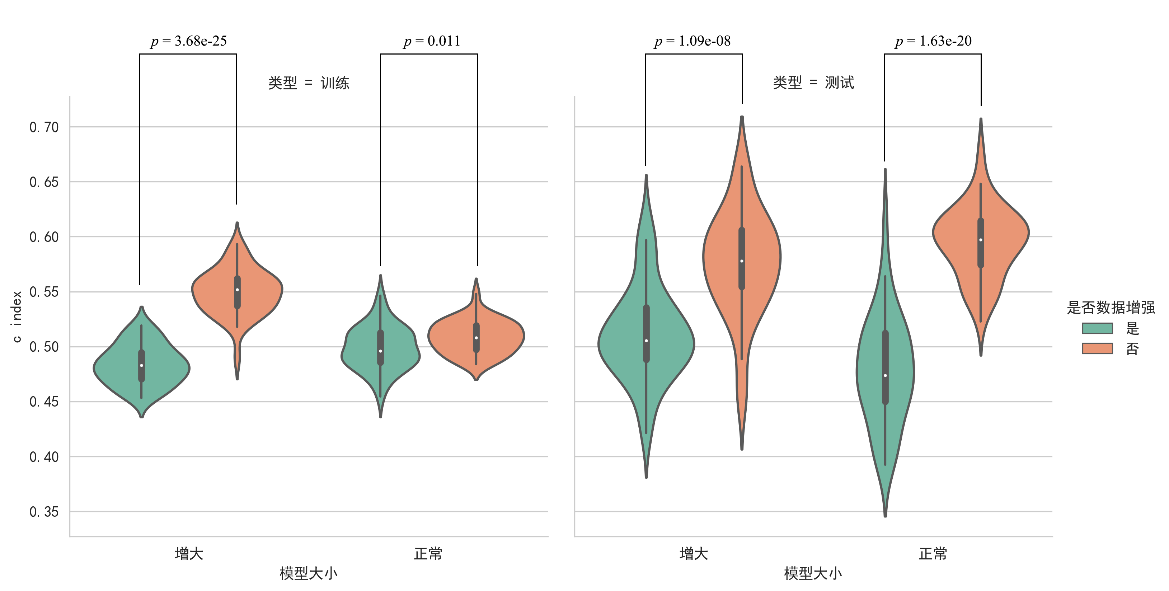 p = 3.68e-25
p = 0.011
p = 1.09e-08
p = 1.63e-20
类型 = 训练
类型 = 测试
0.70
0.65
0.60
0.55
0.50
0.45
0.40
0.35
c index
增大
正常
模型大小
增大
正常
模型大小
是否数据增强
是
否